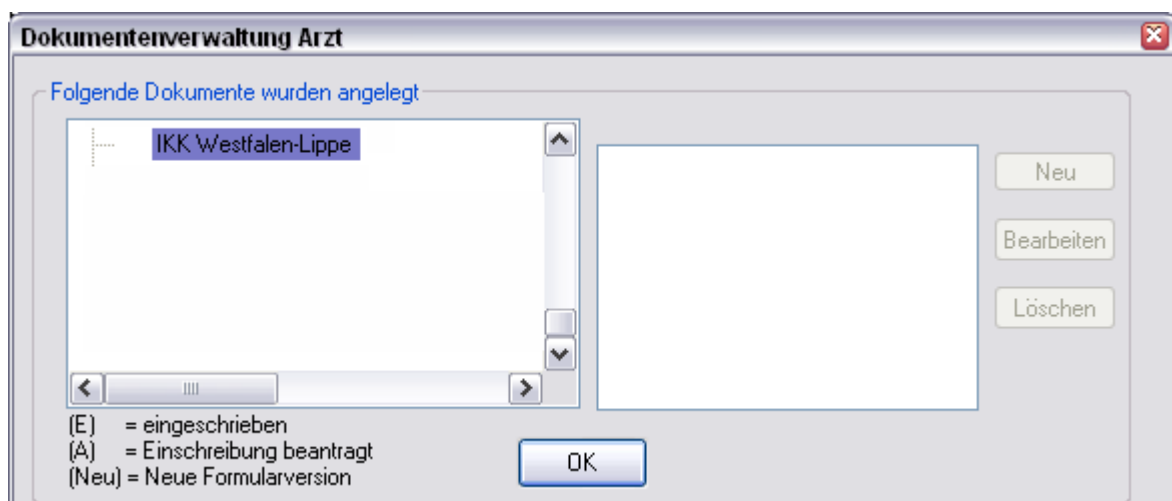 Dokumentenverwaltung Arzt
Folgende Dokumente wurden angelegt
IKK Westfalen-Lippe
Neu
Bearbeiten
Löschen
(E) = eingeschrieben
(A) = Einschreibung beantragt
(Neu) = Neue Formularversion
OK